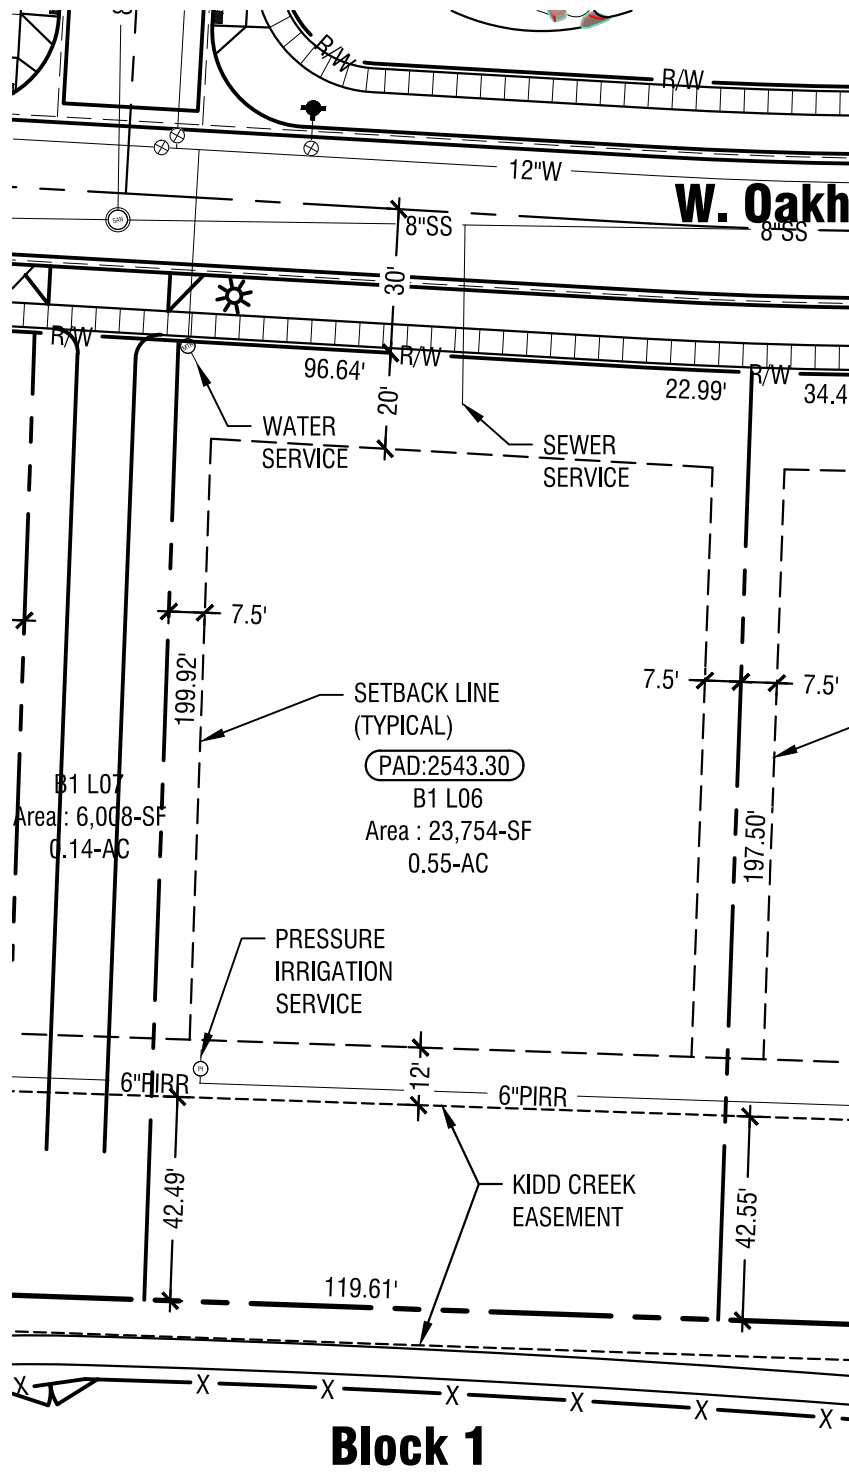 R/W
R/W
12"W
W. Oakh
SAN
8"SS
8"SS
30'
R/W
R/W
R/W
96.64'
22.99'
34.4
20'
WATER
SERVICE
SEWER
SERVICE
7.5'
199.92'
SETBACK LINE
(TYPICAL)
7.5'
7.5'
PAD:2543.30
B1 L07
Area : 6,008-SF
0.14-AC
B1 L06
Area : 23,754-SF
0.55-AC
197.50'
PRESSURE
IRRIGATION
SERVICE
PI
6"PIRR
12'
6"PIRR
42.49'
KIDD CREEK
EASEMENT
42.55'
119.61'
X
X
X
X
X
X
X
Block 1